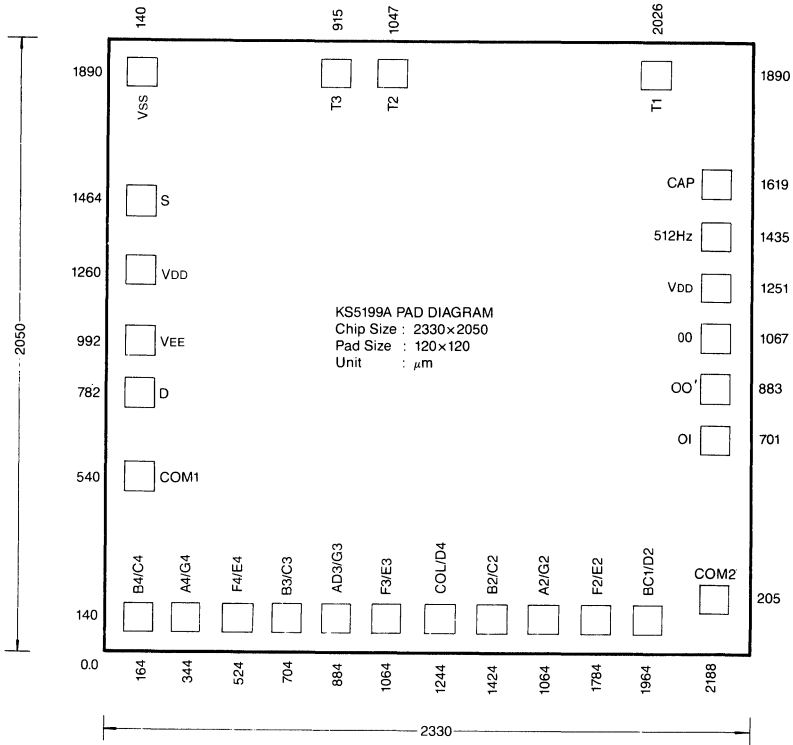 140
915
1047
2026
1890
VSS
T3
T2
T1
1890
1464
S
CAP
1619
512Hz
1435
1260
VDD
VDD
1251
KS5199A PAD DIAGRAM
Chip Size : 2330×2050
Pad Size : 120×120
Unit : μm
2050
992
VEE
00
1067
782
D
OO'
883
OI
701
540
COM1
B4/C4
A4/G4
F4/E4
B3/C3
AD3/G3
F3/E3
COL/D4
B2/C2
A2/G2
F2/E2
BC1/D2
COM2
205
140
0.0
164
344
524
704
884
1064
1244
1424
1064
1784
1964
2188
2330